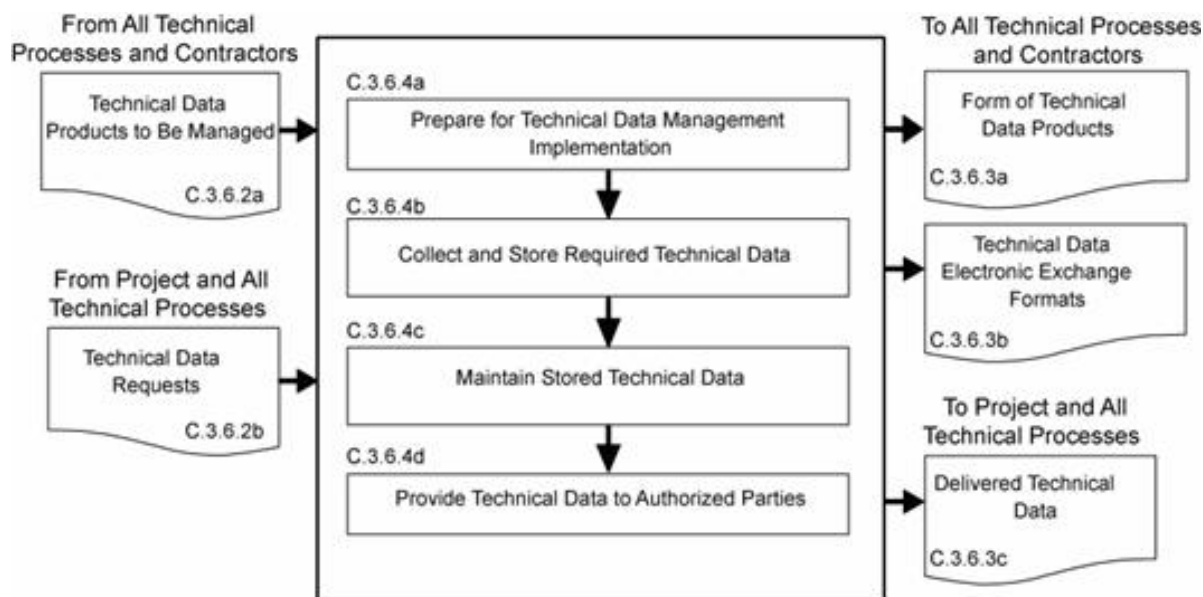 From All Technical
Processes and Contractors
Technical Data
Products to Be Managed
C.3.6.2a
From Project and All
Technical Processes
Technical Data
Requests
C.3.6.2b
C.3.6.4a
Prepare for Technical Data Management
Implementation
C.3.6.4b
Collect and Store Required Technical Data
C.3.6.4c
Maintain Stored Technical Data
C.3.6.4d
Provide Technical Data to Authorized Parties
To All Technical Processes
and Contractors
Form of Technical
Data Products
C.3.6.3a
Technical Data
Electronic Exchange
Formats
C.3.6.3b
To Project and All
Technical Processes
Delivered Technical
Data
C.3.6.3c